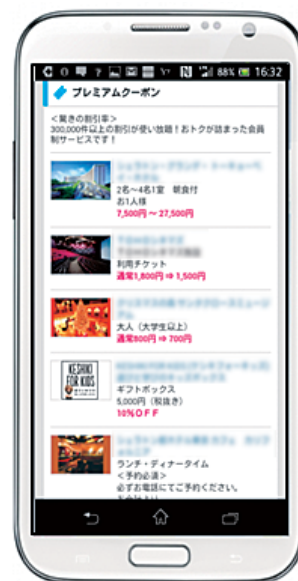 88% 16:32
プレミアムクーポン
＜驚きの割引率＞
300,000件以上の割引が使い放題！おトクが詰まった会員
制サービスです！
2名〜4名1室　朝食付
お1人様
7,500円 〜 27,500円
利用チケット
通常1,800円 ⇒ 1,500円
大人（大学生以上）
通常800円 ⇒ 700円
KESHIKI
FOR KIDS
ギフトボックス
5,000円（税抜き）
10%ＯＦＦ
ランチ・ディナータイム
＜予約必須＞
必ずお電話にてご予約ください。